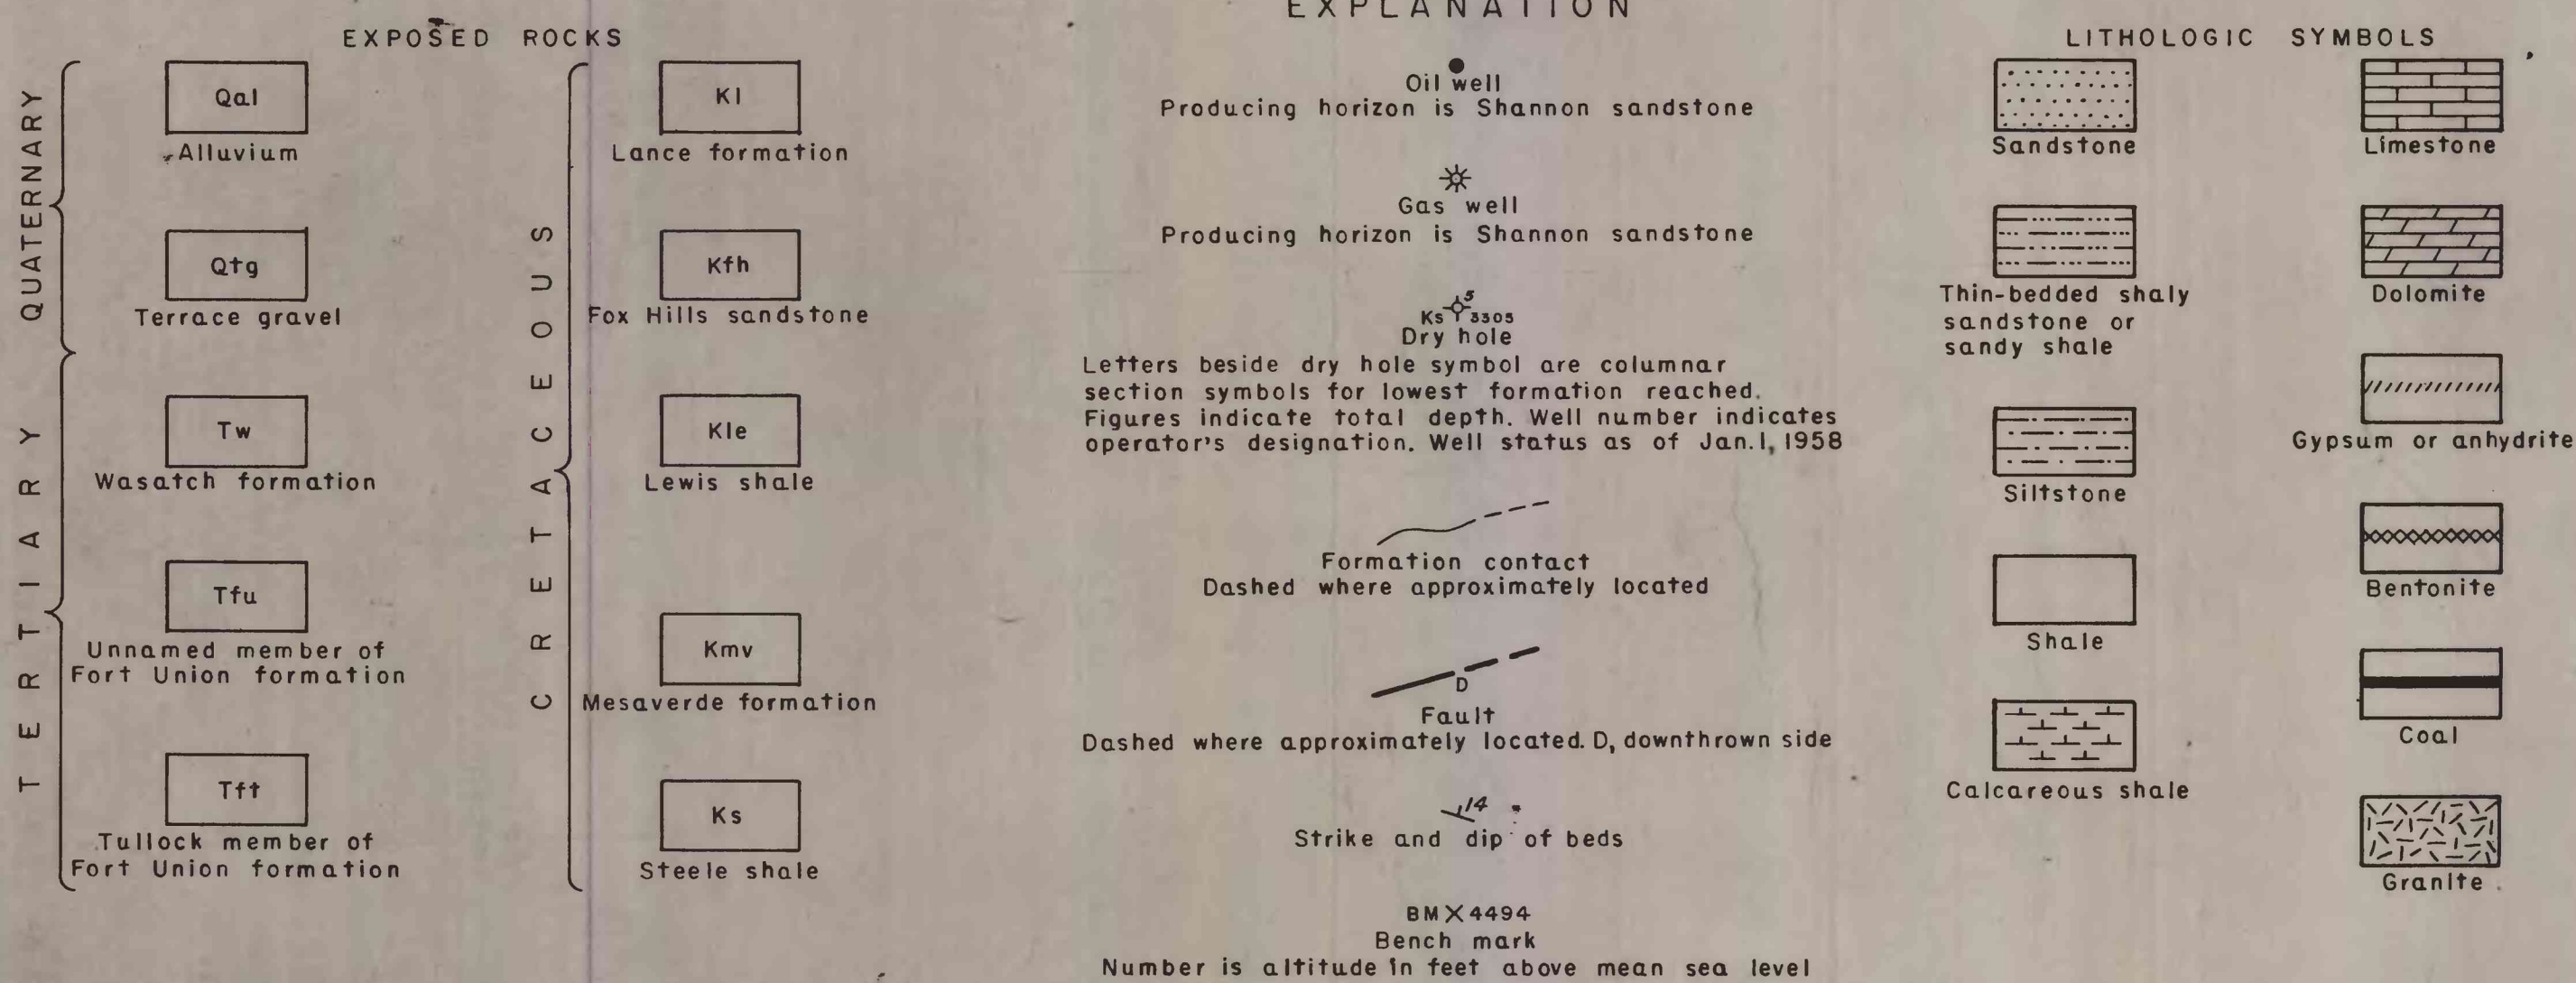 EXPLANATION
EXPOSED ROCKS
QUATERNARY
Qal
Alluvium
Qtg
Terrace gravel
TERTIARY
Tw
Wasatch formation
Tfu
Unnamed member of
Fort Union formation
Tft
Tullock member of
Fort Union formation
CRETACEOUS
Kl
Lance formation
Kfh
Fox Hills sandstone
Kle
Lewis shale
Kmv
Mesaverde formation
Ks
Steele shale
Oil well
Producing horizon is Shannon sandstone
Gas well
Producing horizon is Shannon sandstone
5
Ks 3305
Dry hole
Letters beside dry hole symbol are columnar
section symbols for lowest formation reached.
Figures indicate total depth. Well number indicates
operator's designation. Well status as of Jan. 1, 1958
Formation contact
Dashed where approximately located
D
Fault
Dashed where approximately located. D, downthrown side
14
Strike and dip of beds
BM X 4494
Bench mark
Number is altitude in feet above mean sea level
LITHOLOGIC SYMBOLS
Sandstone
Thin-bedded shaly
sandstone or
sandy shale
Siltstone
Shale
Calcareous shale
Limestone
Dolomite
Gypsum or anhydrite
Bentonite
Coal
Granite